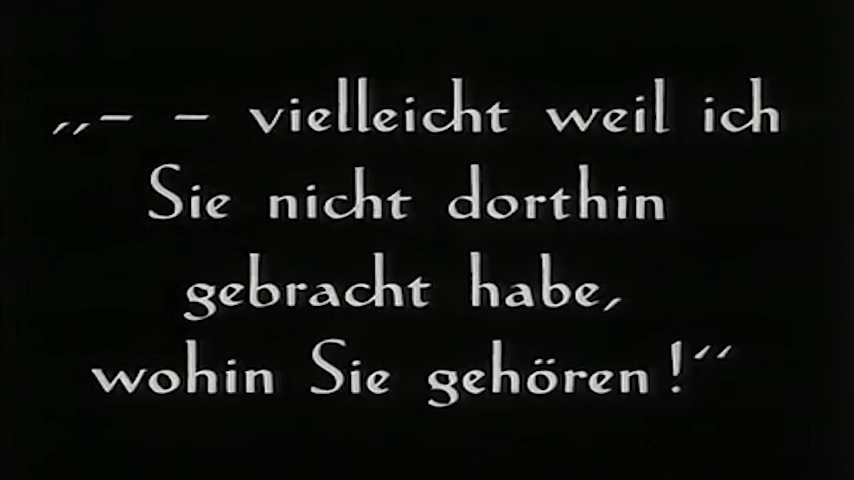 „– – vielleicht weil ich
Sie nicht dorthin
gebracht habe,
wohin Sie gehören!“